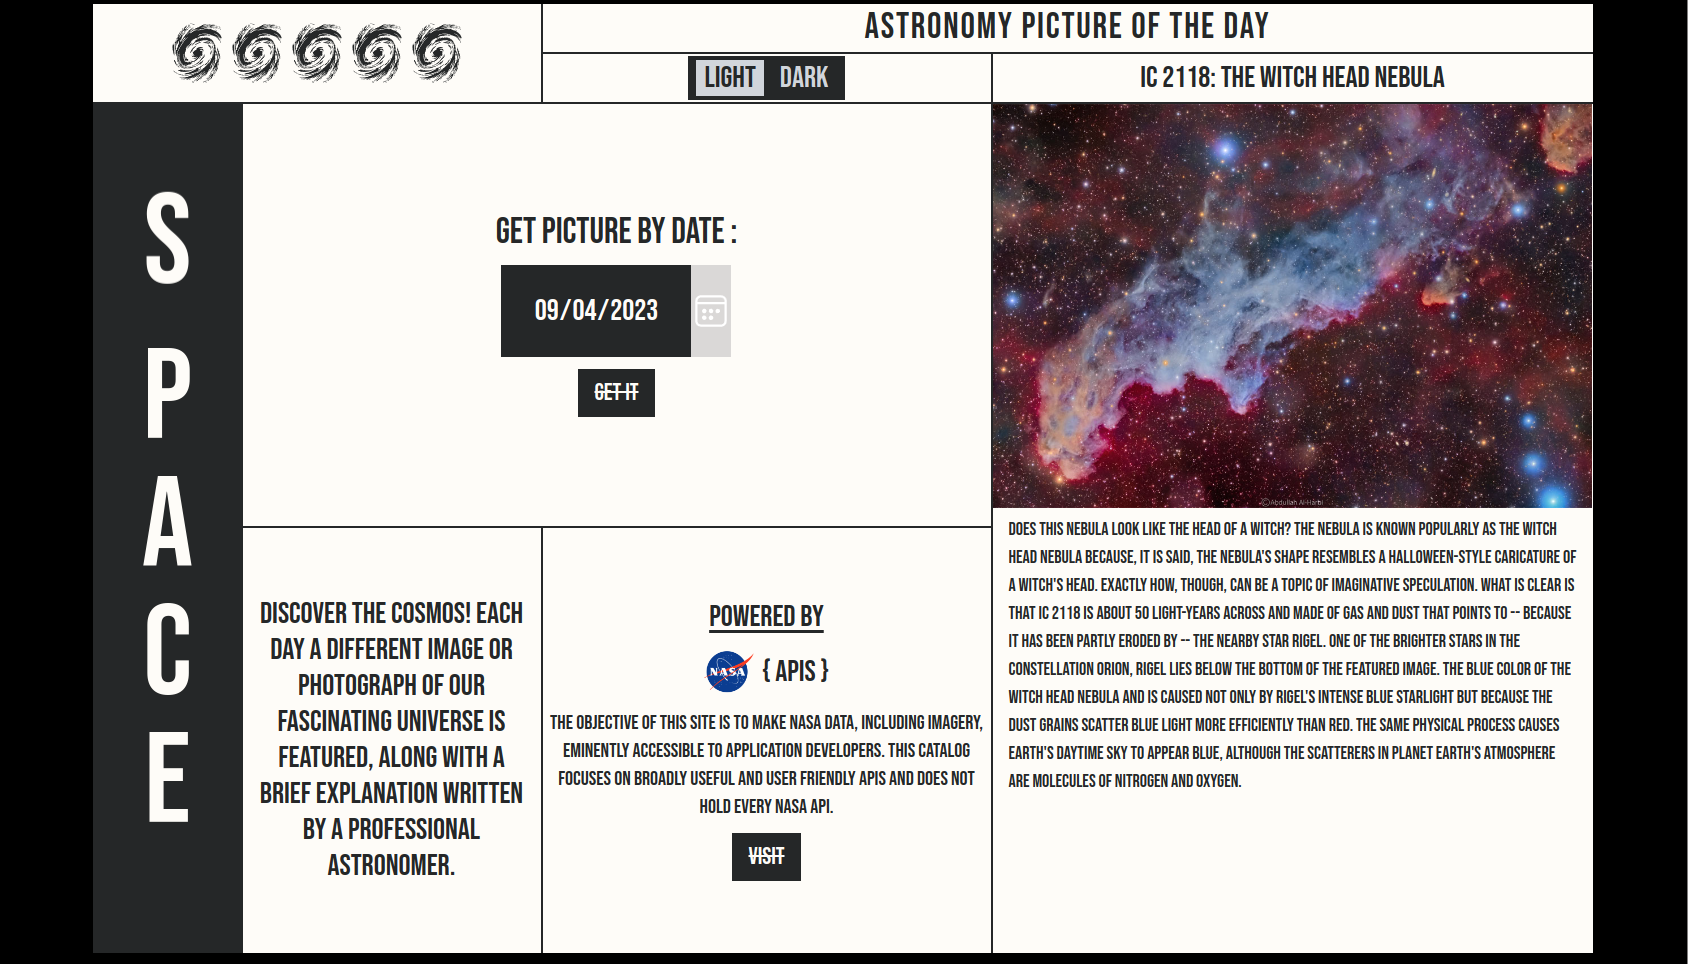 ASTRONOMY PICTURE OF THE DAY
LIGHT DARK
IC 2118: THE WITCH HEAD NEBULA
S
P
A
C
E
GET PICTURE BY DATE :
09/04/2023
GET IT
DISCOVER THE COSMOS! EACH
DAY A DIFFERENT IMAGE OR
PHOTOGRAPH OF OUR
FASCINATING UNIVERSE IS
FEATURED, ALONG WITH A
BRIEF EXPLANATION WRITTEN
BY A PROFESSIONAL
ASTRONOMER.
POWERED BY
NASA { APIS }
THE OBJECTIVE OF THIS SITE IS TO MAKE NASA DATA, INCLUDING IMAGERY,
EMINENTLY ACCESSIBLE TO APPLICATION DEVELOPERS. THIS CATALOG
FOCUSES ON BROADLY USEFUL AND USER FRIENDLY APIS AND DOES NOT
HOLD EVERY NASA API.
VISIT
©Abdullah Al-Harbi
DOES THIS NEBULA LOOK LIKE THE HEAD OF A WITCH? THE NEBULA IS KNOWN POPULARLY AS THE WITCH
HEAD NEBULA BECAUSE, IT IS SAID, THE NEBULA'S SHAPE RESEMBLES A HALLOWEEN-STYLE CARICATURE OF
A WITCH'S HEAD. EXACTLY HOW, THOUGH, CAN BE A TOPIC OF IMAGINATIVE SPECULATION. WHAT IS CLEAR IS
THAT IC 2118 IS ABOUT 50 LIGHT-YEARS ACROSS AND MADE OF GAS AND DUST THAT POINTS TO -- BECAUSE
IT HAS BEEN PARTLY ERODED BY -- THE NEARBY STAR RIGEL. ONE OF THE BRIGHTER STARS IN THE
CONSTELLATION ORION, RIGEL LIES BELOW THE BOTTOM OF THE FEATURED IMAGE. THE BLUE COLOR OF THE
WITCH HEAD NEBULA AND IS CAUSED NOT ONLY BY RIGEL'S INTENSE BLUE STARLIGHT BUT BECAUSE THE
DUST GRAINS SCATTER BLUE LIGHT MORE EFFICIENTLY THAN RED. THE SAME PHYSICAL PROCESS CAUSES
EARTH'S DAYTIME SKY TO APPEAR BLUE, ALTHOUGH THE SCATTERERS IN PLANET EARTH'S ATMOSPHERE
ARE MOLECULES OF NITROGEN AND OXYGEN.